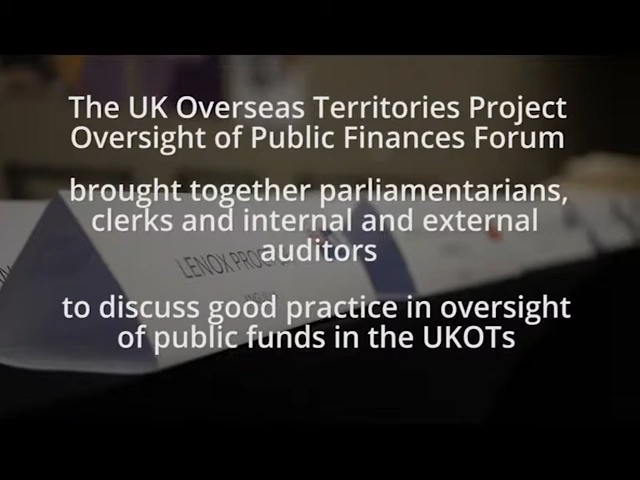 The UK Overseas Territories Project
Oversight of Public Finances Forum
brought together parliamentarians,
clerks and internal and external
auditors
LENOX
to discuss good practice in oversight
of public funds in the UKOTs